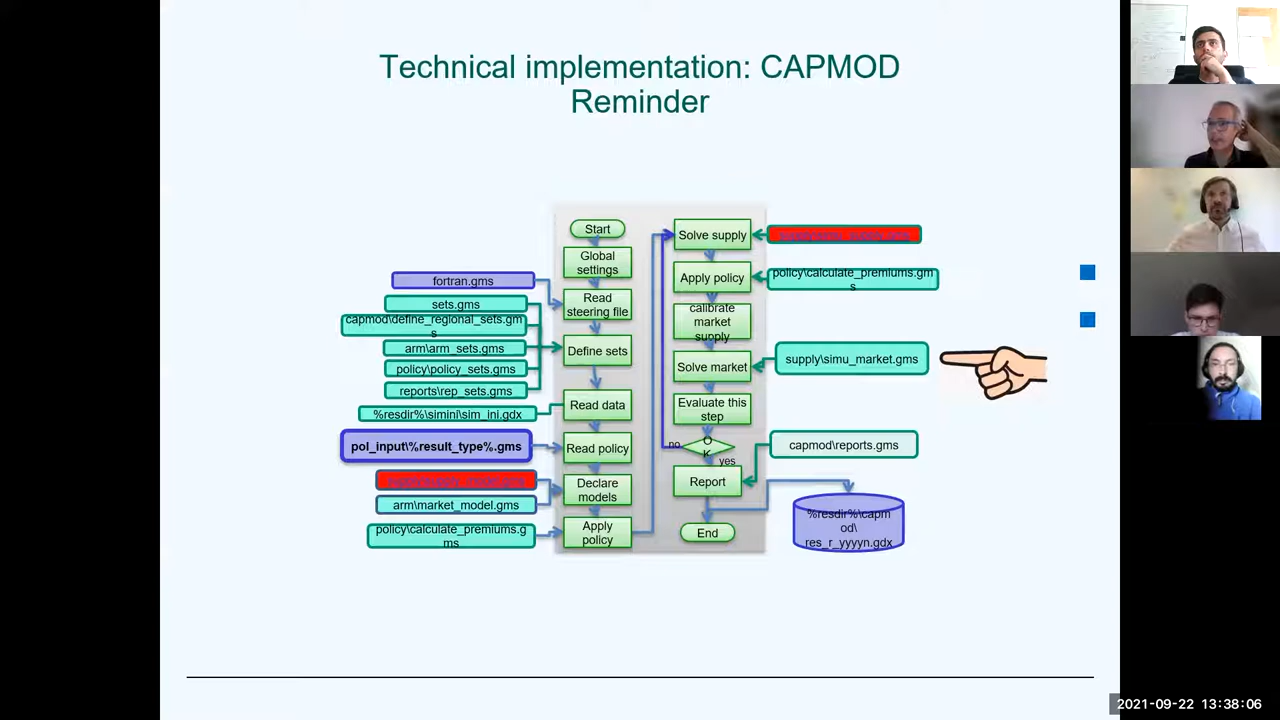 Technical implementation: CAPMOD
Reminder
Start
Global
settings
Read
steering file
Define sets
Read data
Read policy
Declare
models
Apply
policy
fortran.gms
sets.gms
capmod\define_regional_sets.gm
s
arm\arm_sets.gms
policy\policy_sets.gms
reports\rep_sets.gms
%resdir%\simini\sim_ini.gdx
pol_input\%result_type%.gms
supply\supply_model.gms
arm\market_model.gms
policy\calculate_premiums.g
ms
Solve supply
Apply policy
calibrate
market
supply
Solve market
Evaluate this
step
no
O
K
yes
Report
End
policy\calculate_premiums.gm
s
supply\simu_market.gms
capmod\reports.gms
%resdir%\capm
od\
res_r_yyyyn.gdx
2021-09-22 13:38:06